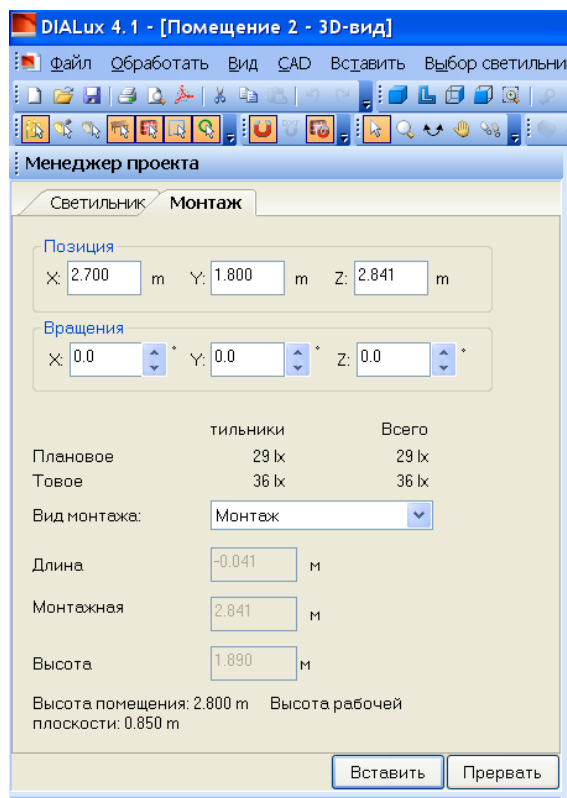 DIALux 4.1 - [Помещение 2 - 3D-вид]
Файл Обработать Вид CAD Вставить Выбор светильни
Менеджер проекта
Светильник Монтаж
Позиция
X: 2.700 m Y: 1.800 m Z: 2.841 m
Вращения
X: 0.0 ° Y: 0.0 ° Z: 0.0 °
тильники Всего
Плановое 29 lx 29 lx
Товое 36 lx 36 lx
Вид монтажа: Монтаж
Длина -0.041 м
Монтажная 2.841 м
Высота 1.890 м
Высота помещения: 2.800 m Высота рабочей
плоскости: 0.850 m
Вставить Прервать